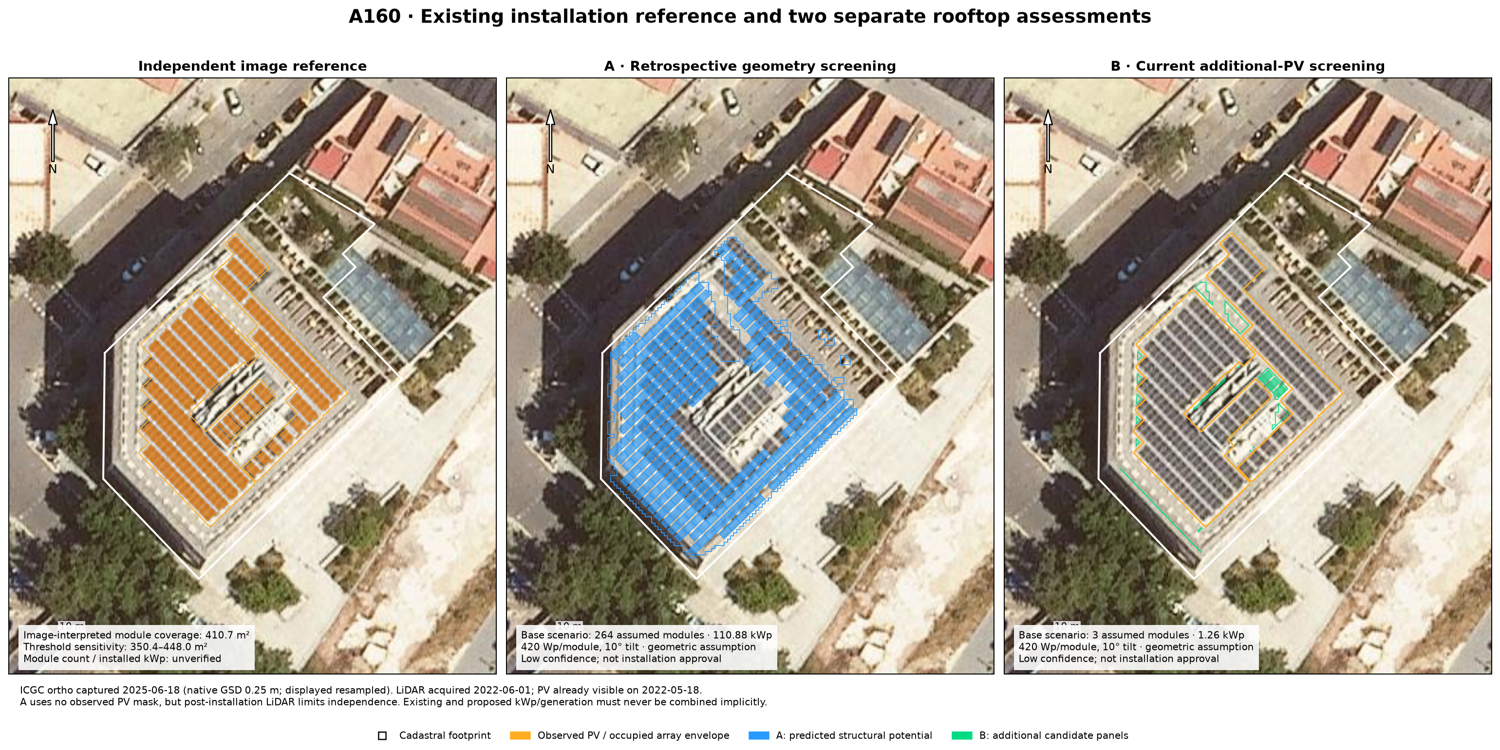 A160 · Existing installation reference and two separate rooftop assessments
Independent image reference
A · Retrospective geometry screening
B · Current additional-PV screening
N
N
N
Image-interpreted module coverage: 410.7 m²
Threshold sensitivity: 350.4–448.0 m²
Module count / installed kWp: unverified
Base scenario: 264 assumed modules · 110.88 kWp
420 Wp/module, 10° tilt · geometric assumption
Low confidence; not installation approval
Base scenario: 3 assumed modules · 1.26 kWp
420 Wp/module, 10° tilt · geometric assumption
Low confidence; not installation approval
ICGC ortho captured 2025-06-18 (native GSD 0.25 m; displayed resampled). LiDAR acquired 2022-06-01; PV already visible on 2022-05-18.
A uses no observed PV mask, but post-installation LiDAR limits independence. Existing and proposed kWp/generation must never be combined implicitly.
Cadastral footprint
Observed PV / occupied array envelope
A: predicted structural potential
B: additional candidate panels